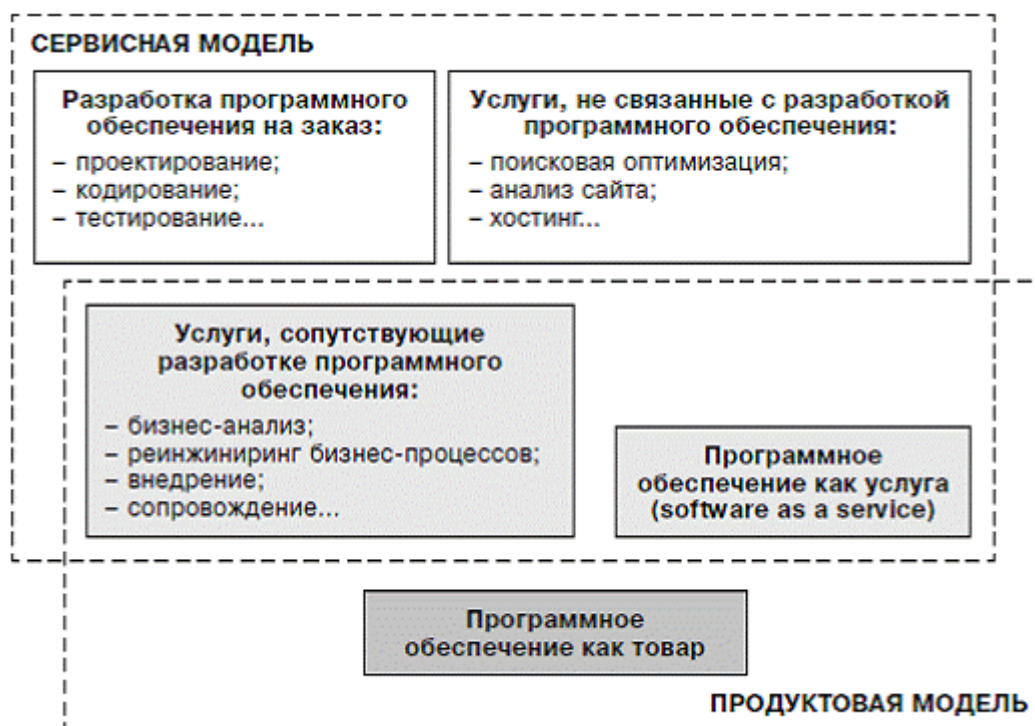 СЕРВИСНАЯ МОДЕЛЬ
Разработка программного
обеспечения на заказ:
– проектирование;
– кодирование;
– тестирование...
Услуги, не связанные с разработкой
программного обеспечения:
– поисковая оптимизация;
– анализ сайта;
– хостинг...
Услуги, сопутствующие
разработке программного
обеспечения:
– бизнес-анализ;
– реинжиниринг бизнес-процессов;
– внедрение;
– сопровождение...
Программное
обеспечение как услуга
(software as a service)
Программное
обеспечение как товар
ПРОДУКТОВАЯ МОДЕЛЬ